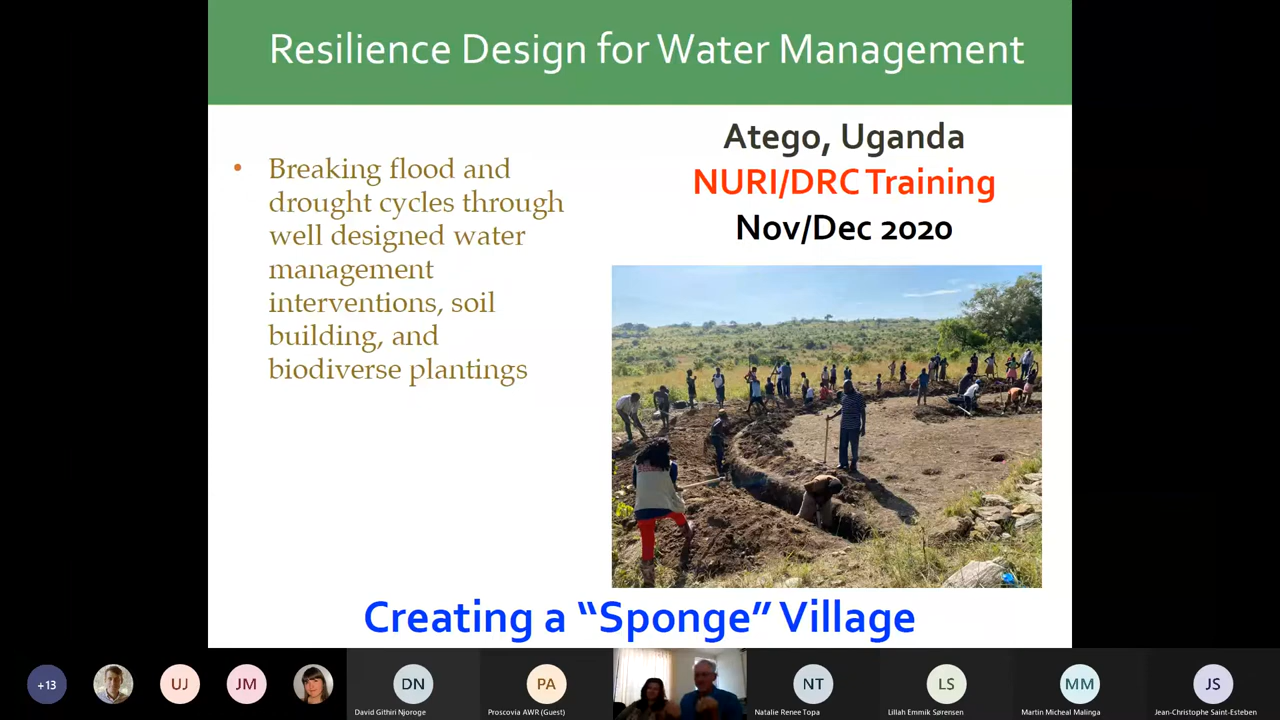 Resilience Design for Water Management
Atego, Uganda
NURI/DRC Training
Nov/Dec 2020
• Breaking flood and
drought cycles through
well designed water
management
interventions, soil
building, and
biodiverse plantings
Creating a “Sponge” Village
+13
UJ
JM
DN
David Githiri Njoroge
PA
Proscovia AWR (Guest)
NT
Natalie Renee Topa
LS
Lillah Emmik Sørensen
MM
Martin Micheal Malinga
JS
Jean-Christophe Saint-Esteben